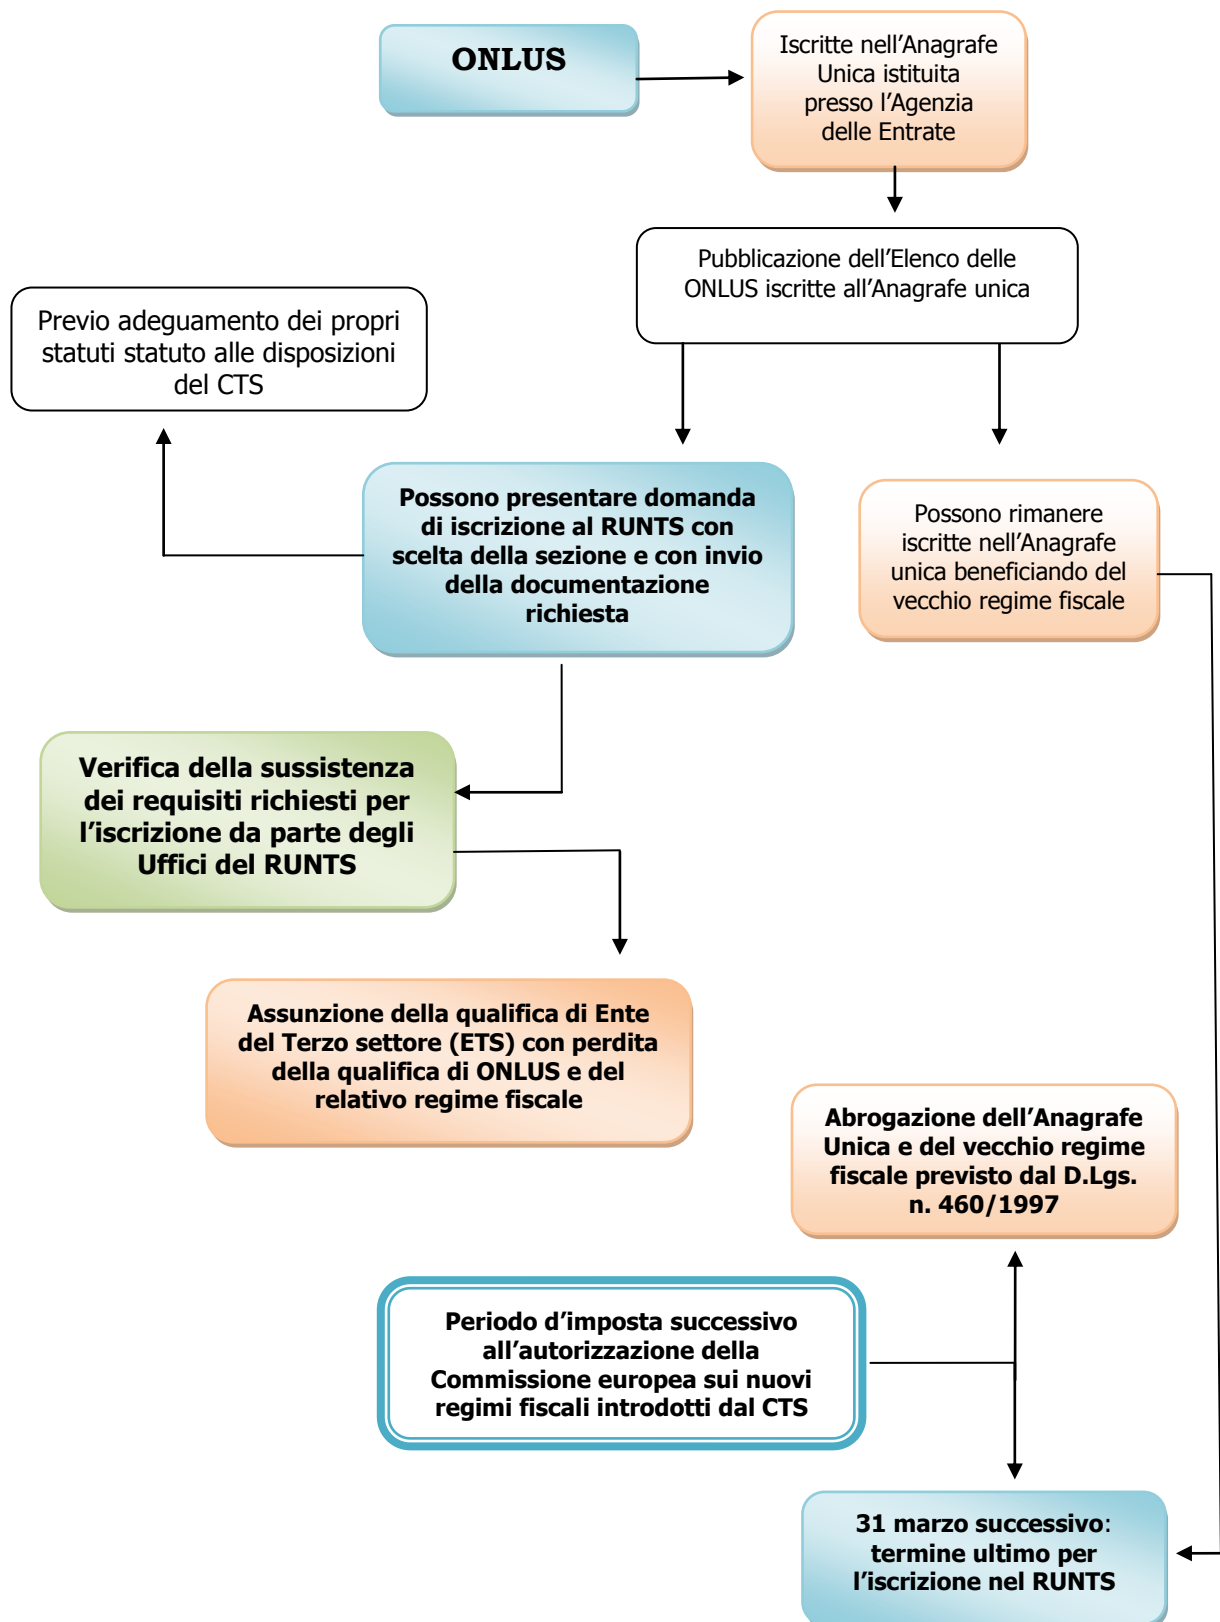 ONLUS
Iscritte nell’Anagrafe
Unica istituita
presso l’Agenzia
delle Entrate
Pubblicazione dell’Elenco delle
ONLUS iscritte all’Anagrafe unica
Previo adeguamento dei propri
statuti statuto alle disposizioni
del CTS
Possono presentare domanda
di iscrizione al RUNTS con
scelta della sezione e con invio
della documentazione
richiesta
Possono rimanere
iscritte nell’Anagrafe
unica beneficiando del
vecchio regime fiscale
Verifica della sussistenza
dei requisiti richiesti per
l’iscrizione da parte degli
Uffici del RUNTS
Assunzione della qualifica di Ente
del Terzo settore (ETS) con perdita
della qualifica di ONLUS e del
relativo regime fiscale
Abrogazione dell’Anagrafe
Unica e del vecchio regime
fiscale previsto dal D.Lgs.
n. 460/1997
Periodo d’imposta successivo
all’autorizzazione della
Commissione europea sui nuovi
regimi fiscali introdotti dal CTS
31 marzo successivo:
termine ultimo per
l’iscrizione nel RUNTS